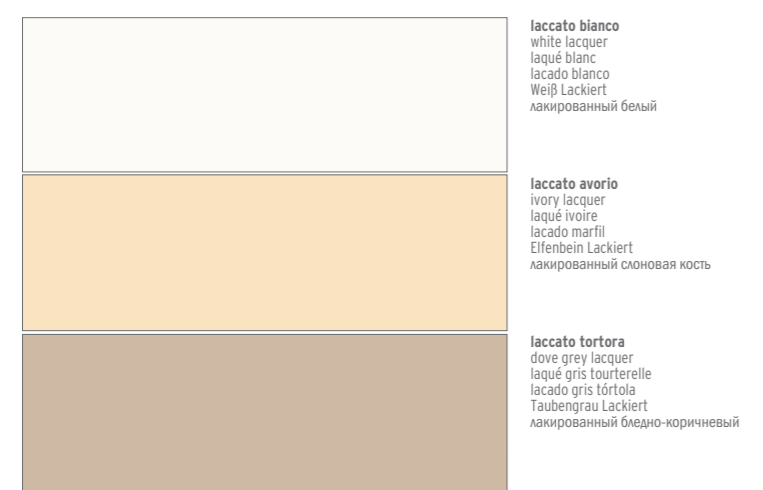 laccato bianco
white lacquer
laqué blanc
lacado blanco
Weiβ Lackiert
лакированный белый
laccato avorio
ivory lacquer
laqué ivoire
lacado marfil
Elfenbein Lackiert
лакированный слоновая кость
laccato tortora
dove grey lacquer
laqué gris tourterelle
lacado gris tórtola
Taubengrau Lackiert
лакированный бледно-коричневый